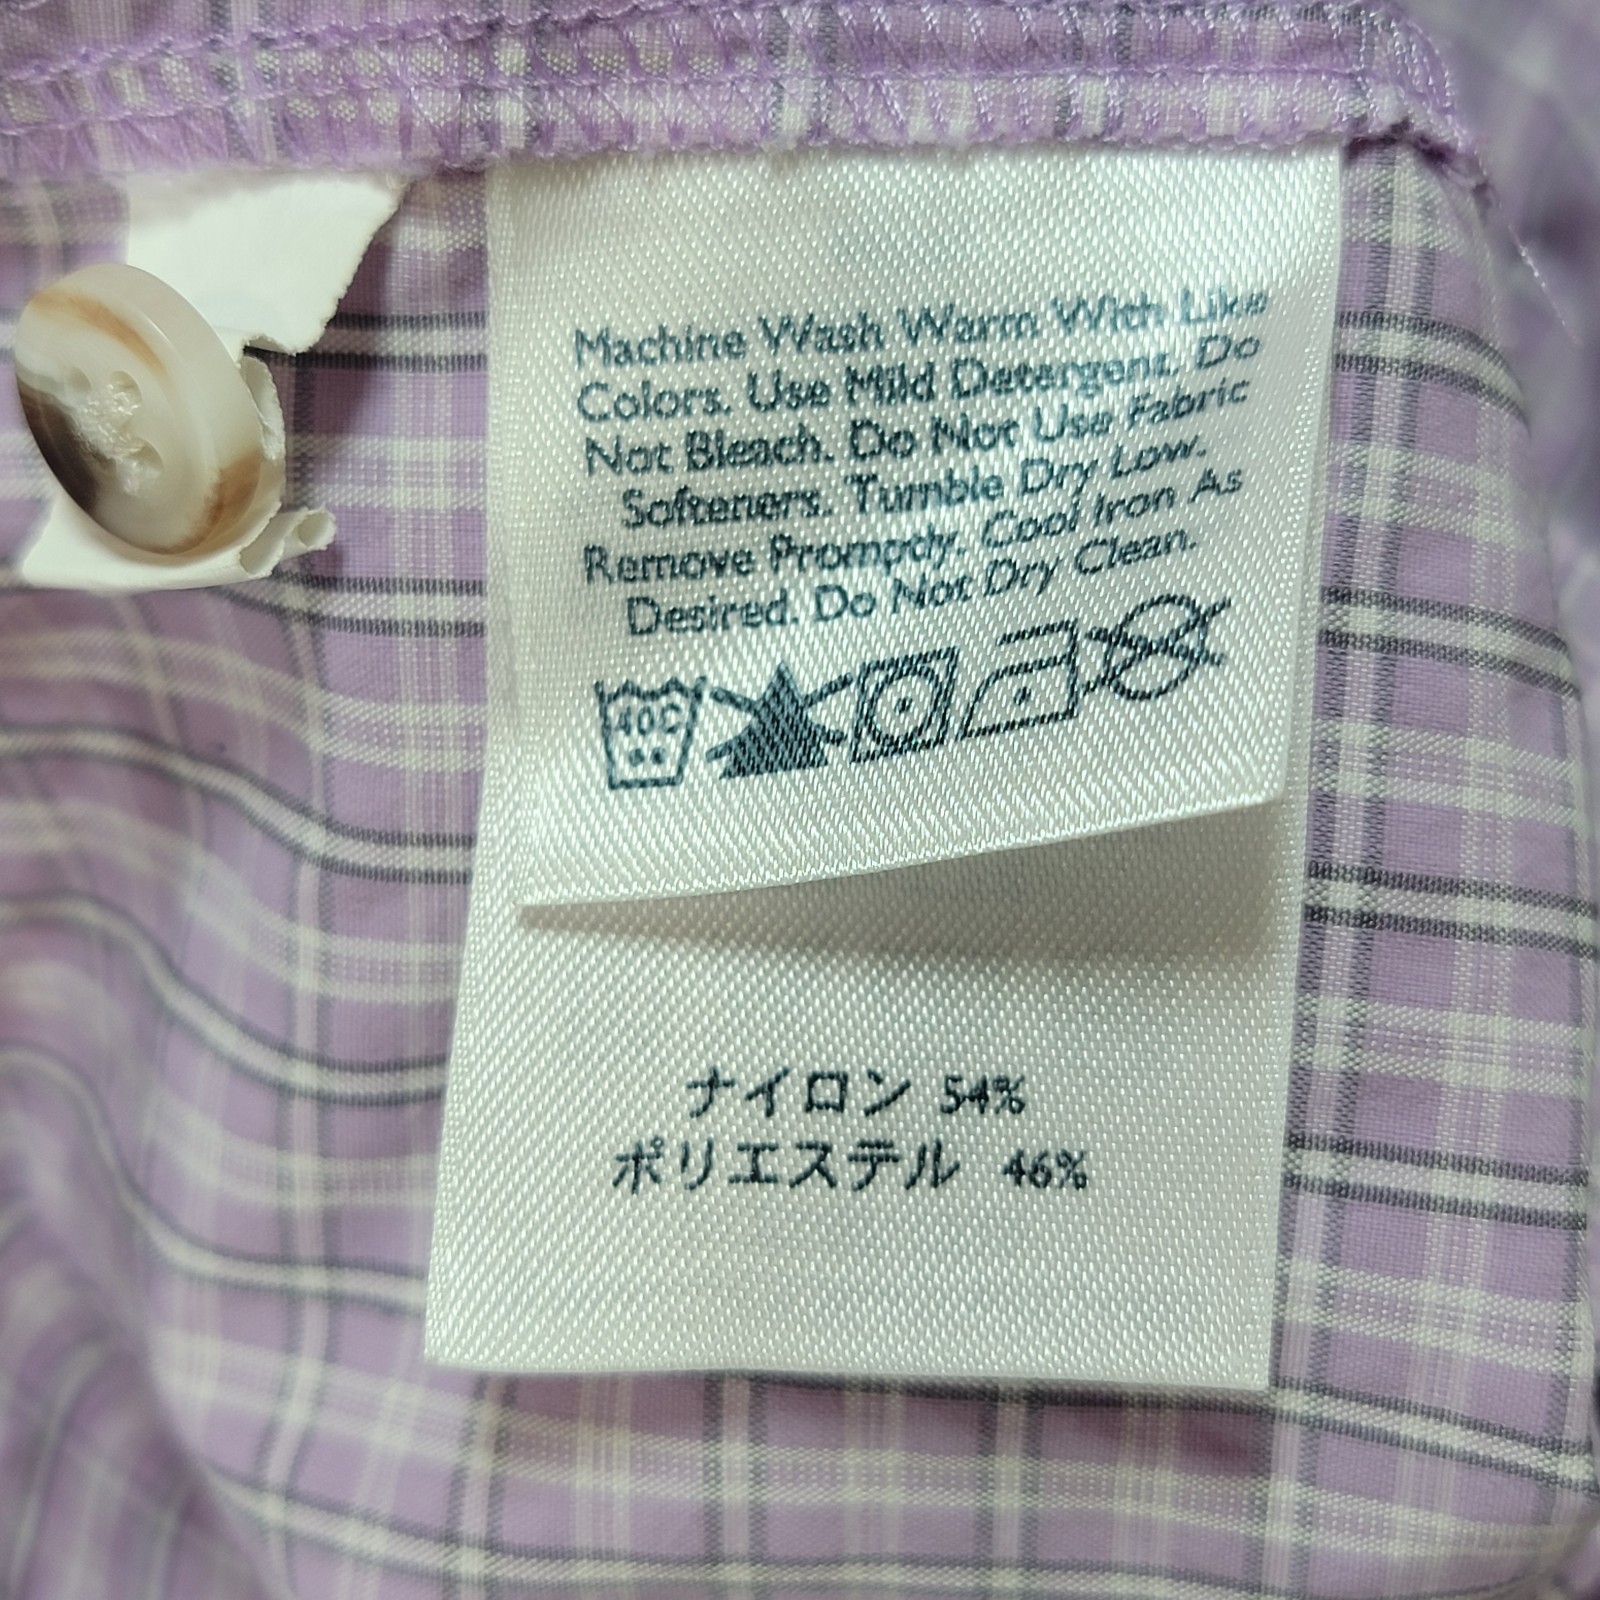 Machine Wash Warm With Like
Colors. Use Mild Detergent. Do
Not Bleach. Do Not Use Fabric
Softeners. Tumble Dry Low.
Remove Promptly. Cool Iron As
Desired. Do Not Dry Clean.
40C
ナイロン 54%
ポリエステル 46%